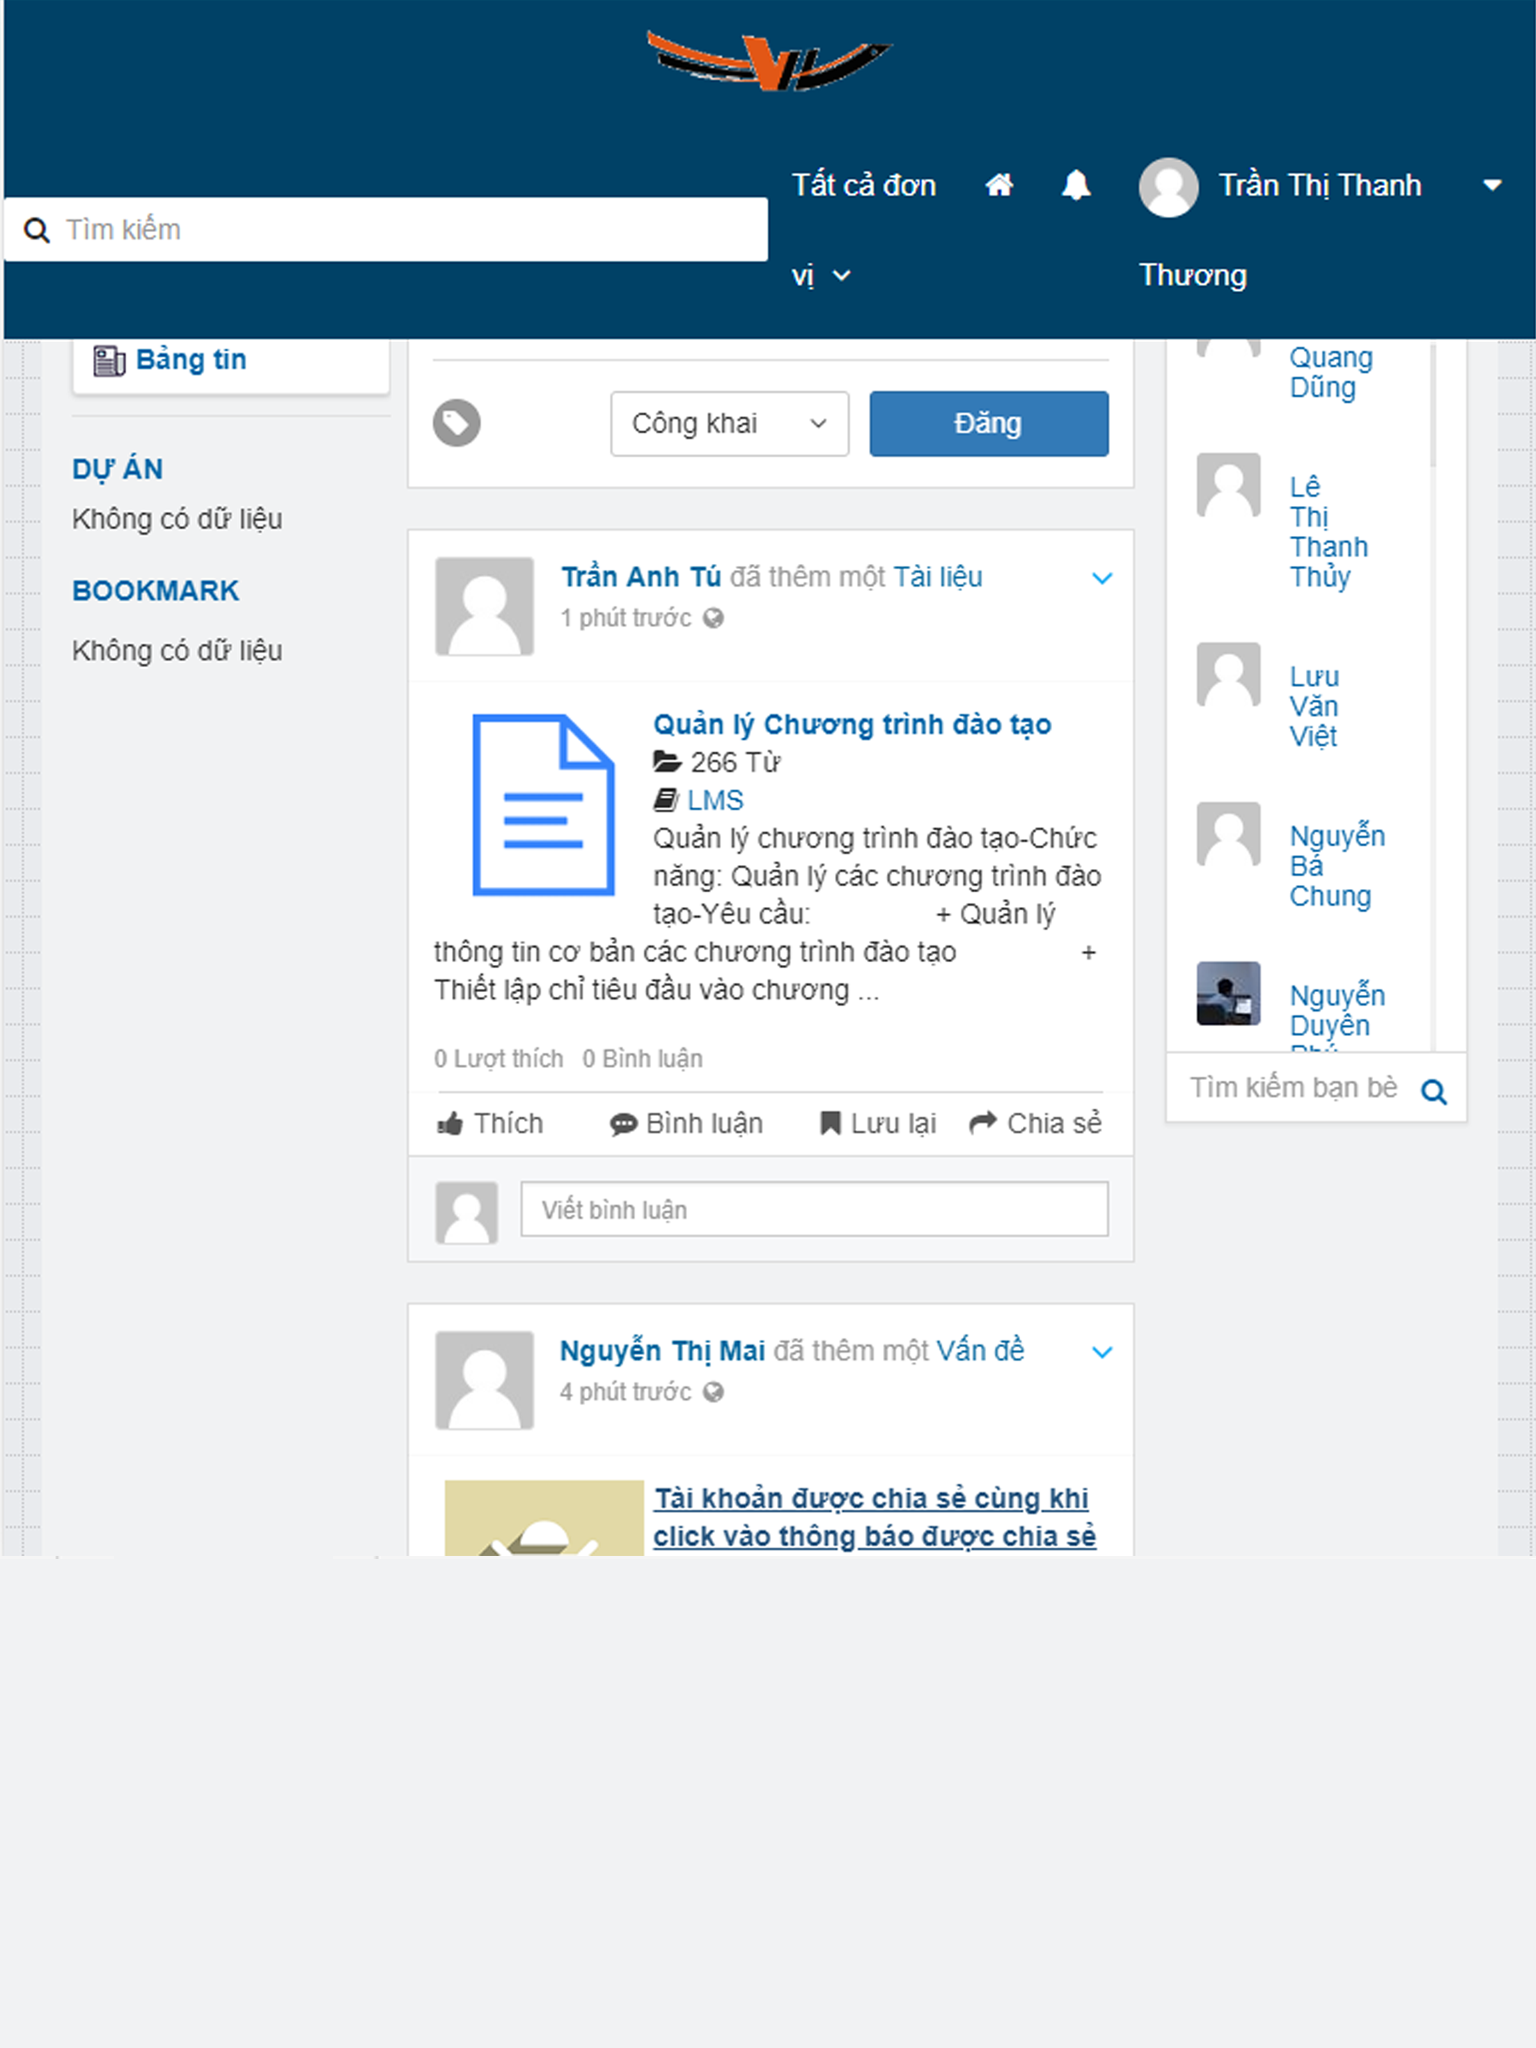 Tất cả đơn
vị
Trần Thị Thanh
Thương
Tìm kiếm
Bảng tin
DỰ ÁN
Không có dữ liệu
BOOKMARK
Không có dữ liệu
Công khai
Đăng
Trần Anh Tú đã thêm một Tài liệu
1 phút trước
Quản lý Chương trình đào tạo
266 Từ
LMS
Quản lý chương trình đào tạo-Chức
năng: Quản lý các chương trình đào
tạo-Yêu cầu: + Quản lý
thông tin cơ bản các chương trình đào tạo +
Thiết lập chỉ tiêu đầu vào chương ...
0 Lượt thích 0 Bình luận
Thích Bình luận Lưu lại Chia sẻ
Viết bình luận
Nguyễn Thị Mai đã thêm một Vấn đề
4 phút trước
Tài khoản được chia sẻ cùng khi
click vào thông báo được chia sẻ
Quang
Dũng
Lê
Thị
Thanh
Thủy
Lưu
Văn
Việt
Nguyễn
Bá
Chung
Nguyễn
Duyên
Tìm kiếm bạn bè